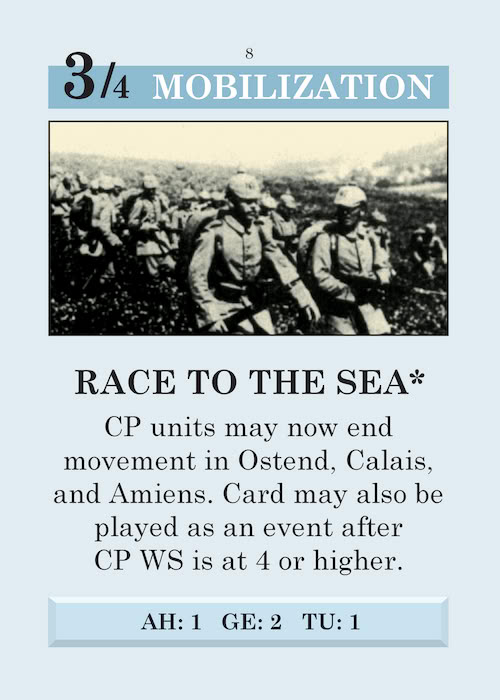 8
3/4 MOBILIZATION
RACE TO THE SEA*
CP units may now end
movement in Ostend, Calais,
and Amiens. Card may also be
played as an event after
CP WS is at 4 or higher.
AH: 1 GE: 2 TU: 1